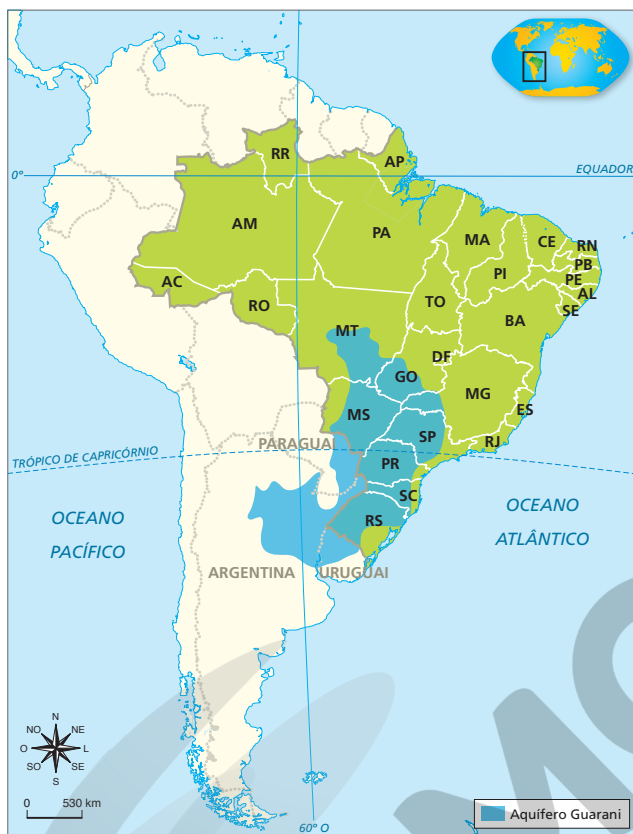 RR
AP
0°
EQUADOR
AM
PA
MA
CE
RN
PB
PE
AL
SE
PI
AC
RO
TO
BA
MT
DF
GO
MG
ES
MS
SP
RJ
PARAGUAI
TRÓPICO DE CAPRICÓRNIO
PR
SC
RS
OCEANO
PACÍFICO
OCEANO
ATLÂNTICO
ARGENTINA
URUGUAI
N
NO
NE
O
L
SO
SE
S
0
530 km
60° O
Aquífero Guarani